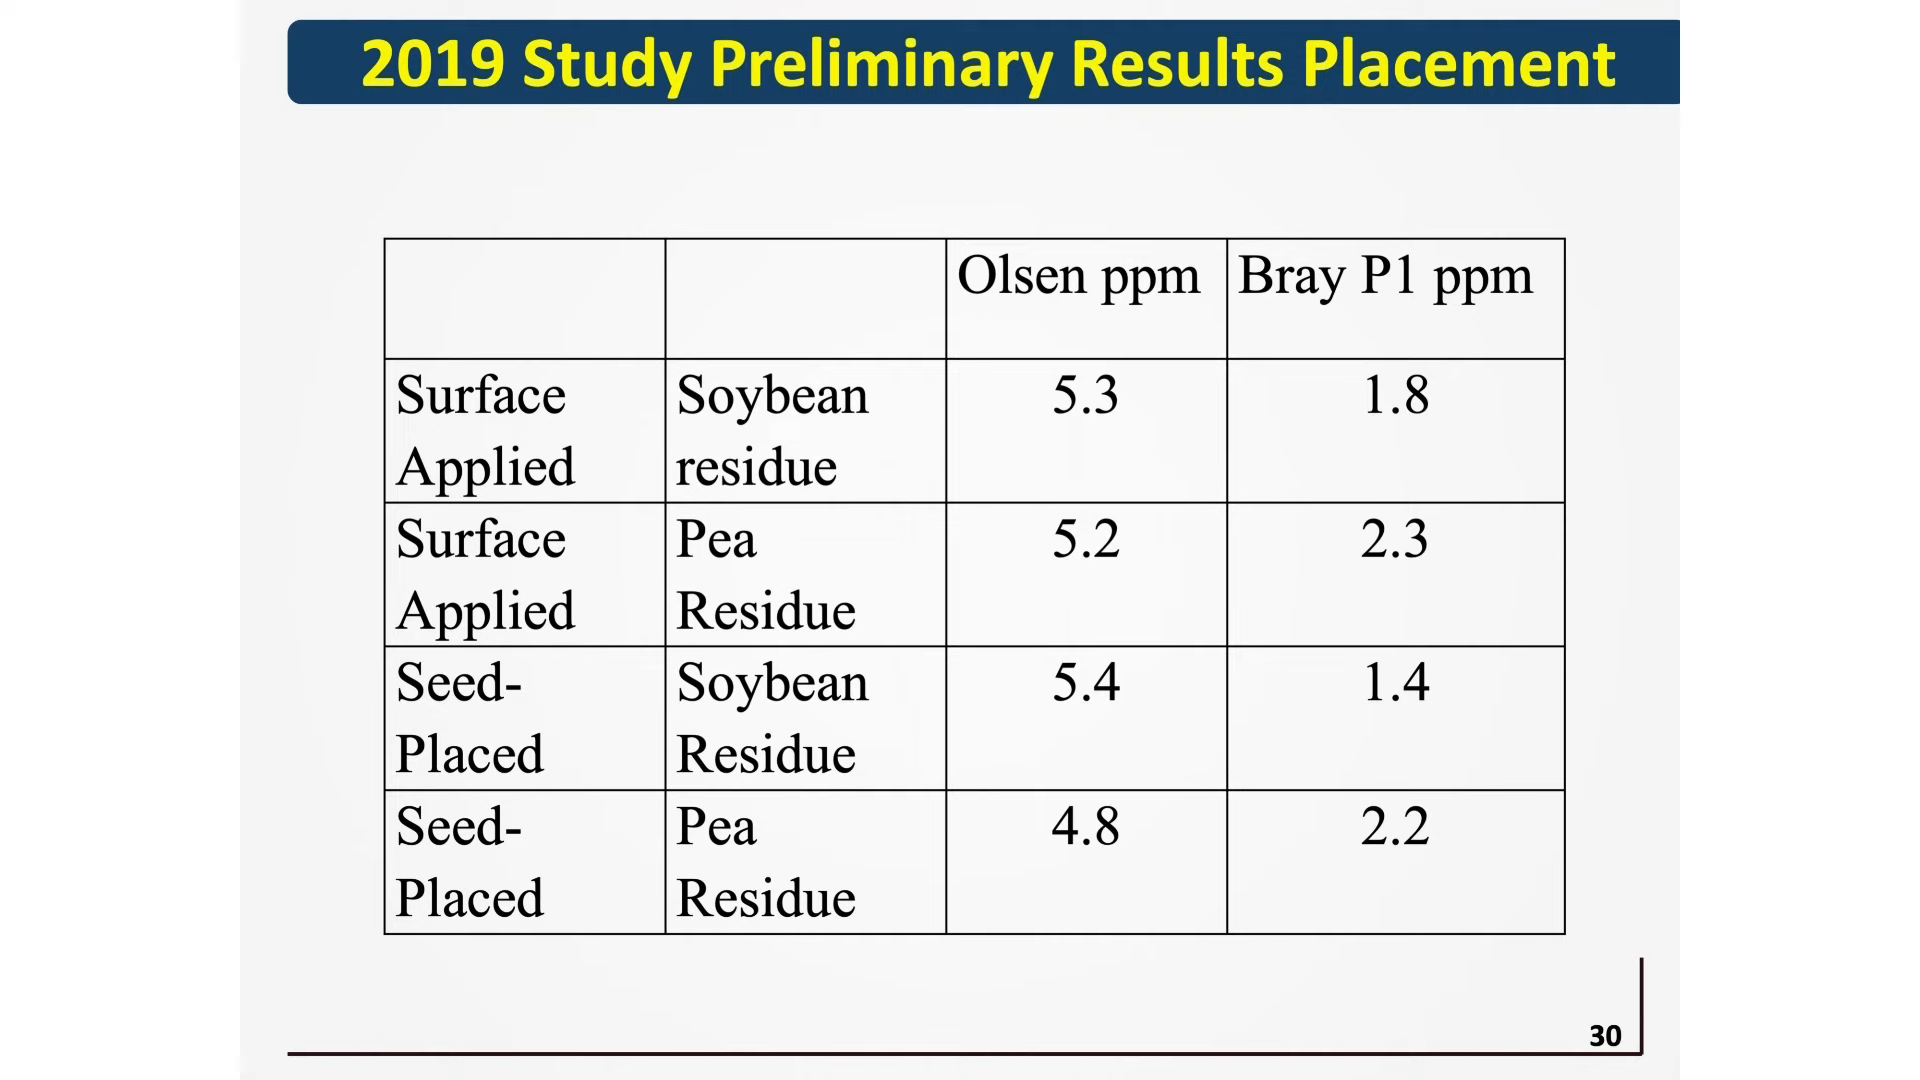 2019 Study Preliminary Results Placement
Olsen ppm Bray P1 ppm
Surface Applied Soybean residue 5.3 1.8
Surface Applied Pea Residue 5.2 2.3
Seed-Placed Soybean Residue 5.4 1.4
Seed-Placed Pea Residue 4.8 2.2
30